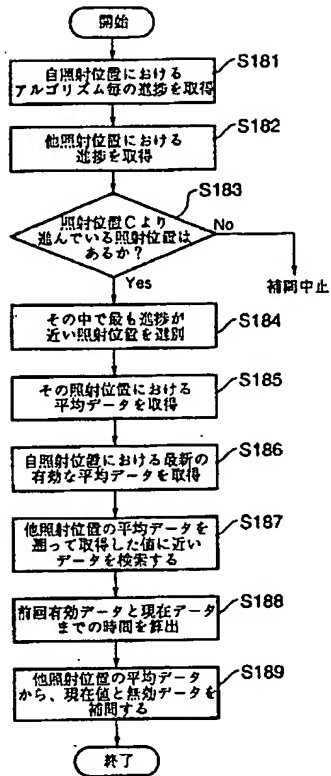 開始
S181
自照射位置における
アルゴリズム毎の進捗を取得
S182
他照射位置における
進捗を取得
S183
照射位置Cより
進んでいる照射位置は
あるか?
No
補間中止
Yes
S184
その中で最も進捗が
近い照射位置を選別
S185
その照射位置における
平均データを取得
S186
自照射位置における最新の
有効な平均データを取得
S187
他照射位置の平均データを
遡って取得した値に近い
データを検索する
S188
前回有効データと現在データ
までの時間を算出
S189
他照射位置の平均データ
から、現在値と無効データを
補間する
終了